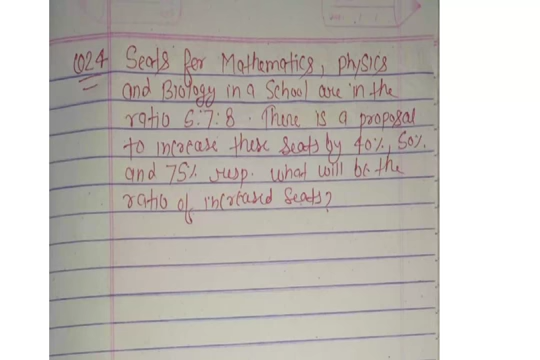 Q24 Seats for Mathematics, physics
and Biology in a School are in the
ratio 5:7:8. There is a proposal
to increase these seats by 40%, 50%
and 75% resp. what will be the
ratio of increased seats?